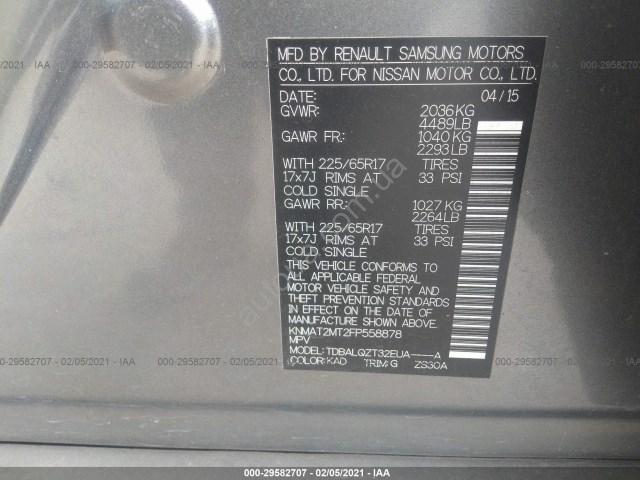 000-29582707 - 02/05/2021 - IAA
000-29582707 - 02/05/2021 - IAA
MFD BY RENAULT SAMSUNG MOTORS
CO., LTD. FOR NISSAN MOTOR CO., LTD.
DATE: 04/15
GVWR: 2036KG
4489LB
GAWR FR: 1040 KG
2293LB
WITH 225/65R17 TIRES
17x7J RIMS AT 33 PSI
COLD SINGLE
GAWR RR.: 1027 KG
2264LB
WITH 225/65R17 TIRES
17x7J RIMS AT 33 PSI
COLD SINGLE
THIS VEHICLE CONFORMS TO
ALL APPLICABLE FEDERAL
MOTOR VEHICLE SAFETY AND
THEFT PREVENTION STANDARDS
IN EFFECT ON THE DATE OF
MANUFACTURE SHOWN ABOVE.
KNMAT2MT2FP558878
MPV
MODEL: TDBALQZT32EUA-----A
COLOR:KAD TRIM:G ZS30A
000-29582707 - 02/05/2021 - IAA
000-29582707 - 02/05/2021 - IAA
000-29582707 - 02/05/2021 - IAA